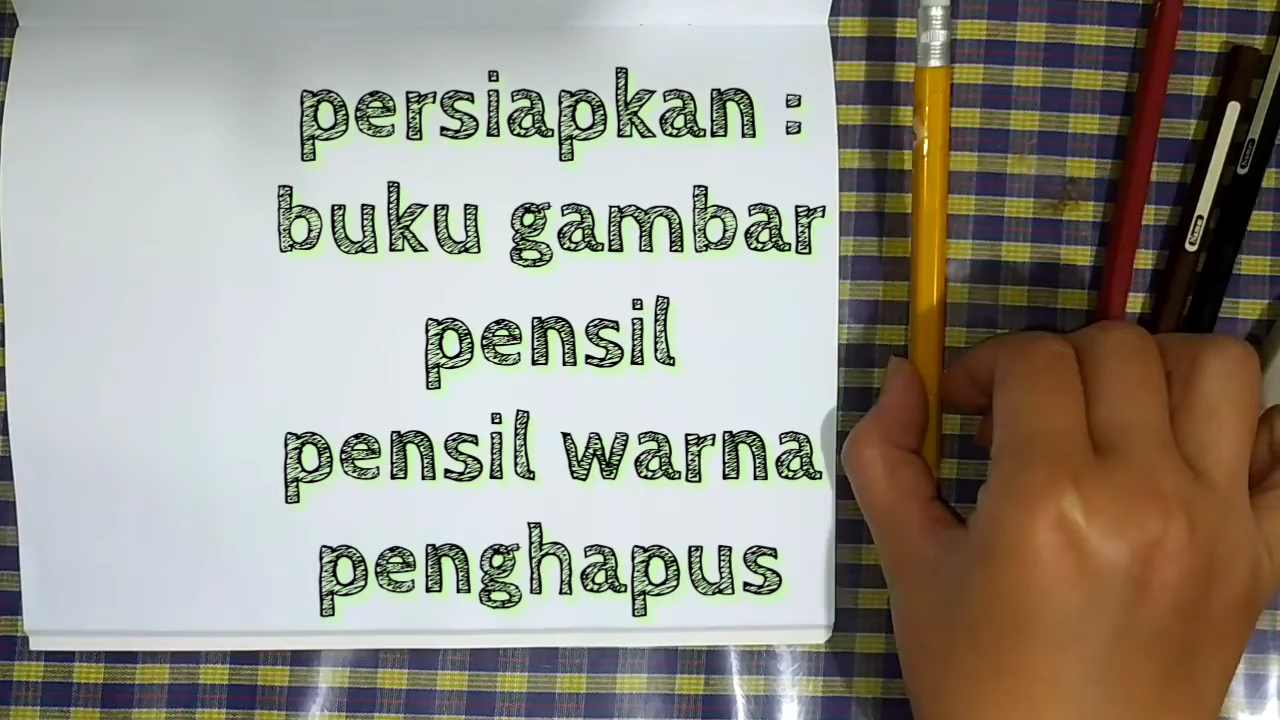 persiapkan :
buku gambar
pensil
pensil warna
penghapus